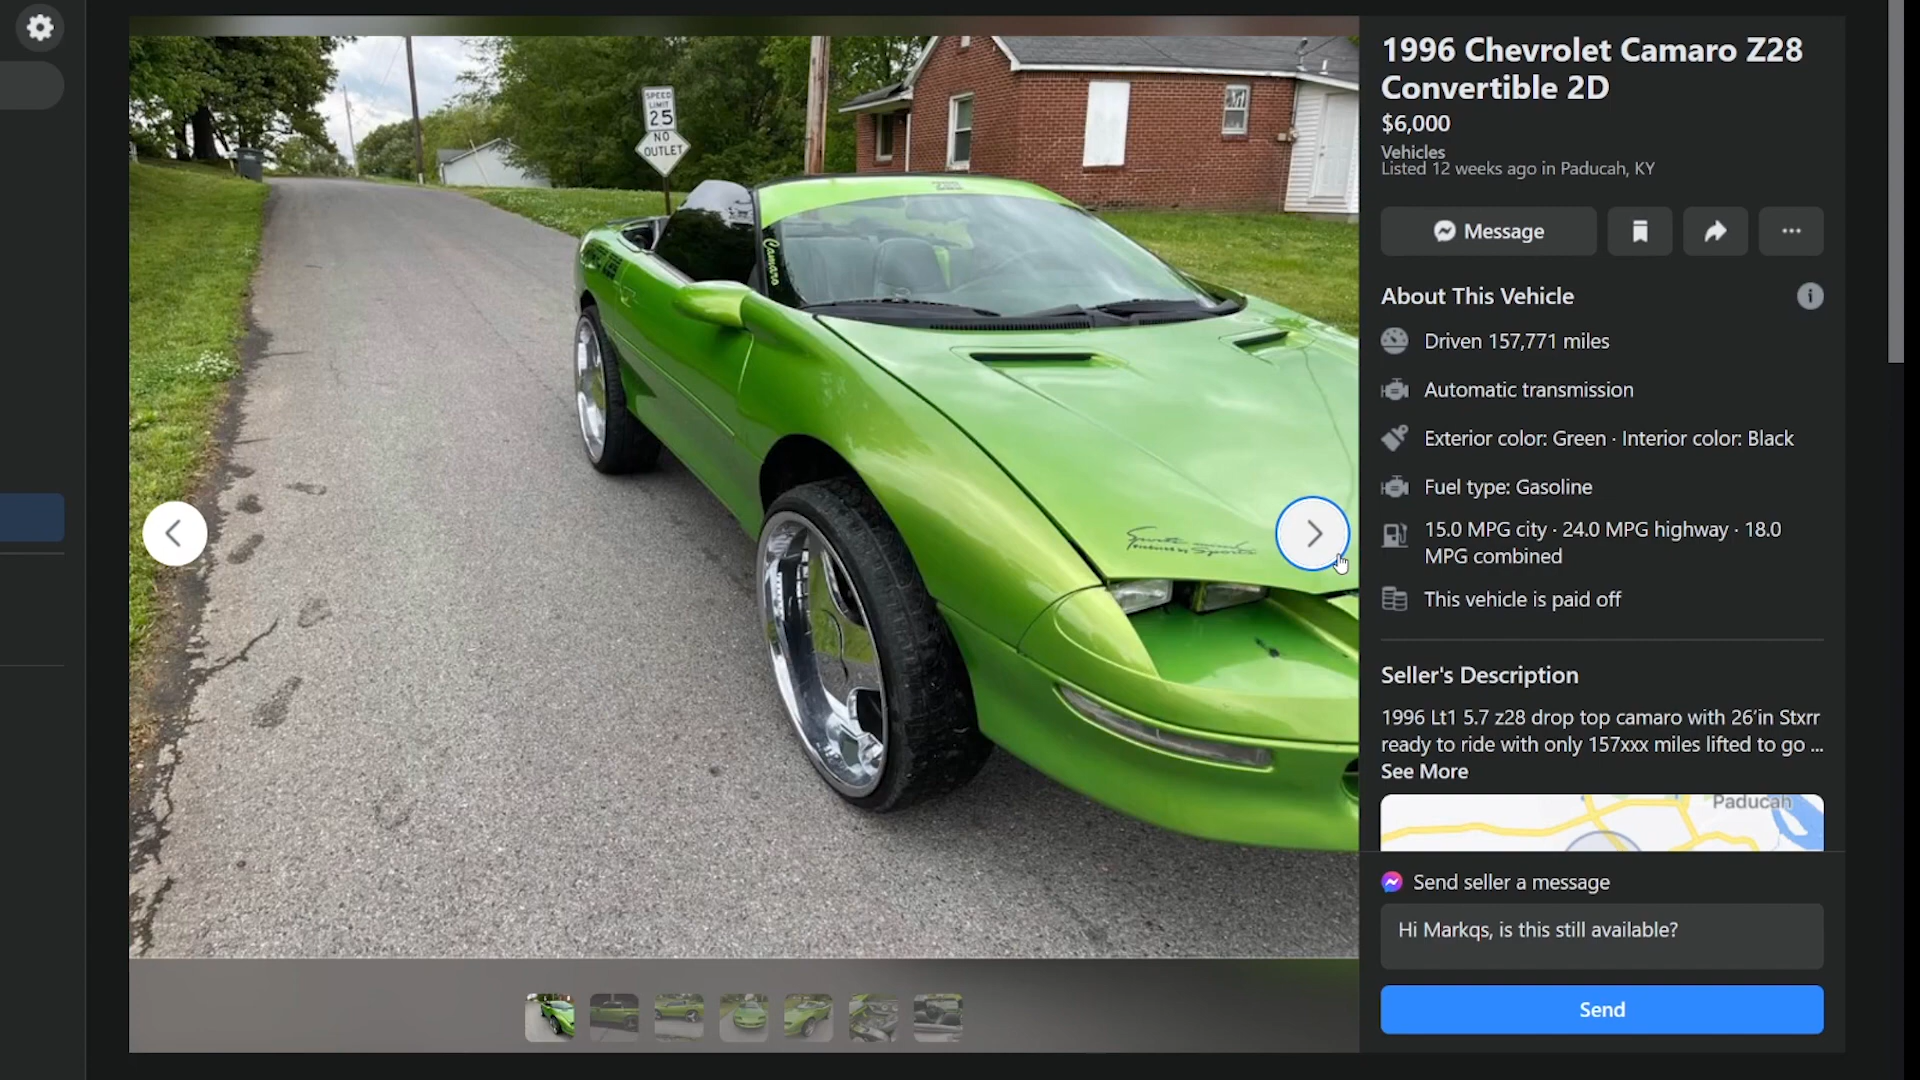 1996 Chevrolet Camaro Z28
Convertible 2D
$6,000
Vehicles
Listed 12 weeks ago in Paducah, KY
Message
About This Vehicle
Driven 157,771 miles
Automatic transmission
Exterior color: Green · Interior color: Black
Fuel type: Gasoline
15.0 MPG city · 24.0 MPG highway · 18.0
MPG combined
This vehicle is paid off
Seller's Description
1996 Lt1 5.7 z28 drop top camaro with 26'in Stxrr
ready to ride with only 157xxx miles lifted to go ...
See More
Paducah
Send seller a message
Hi Markqs, is this still available?
Send
SPEED
LIMIT
25
NO
OUTLET
Z28
Camaro